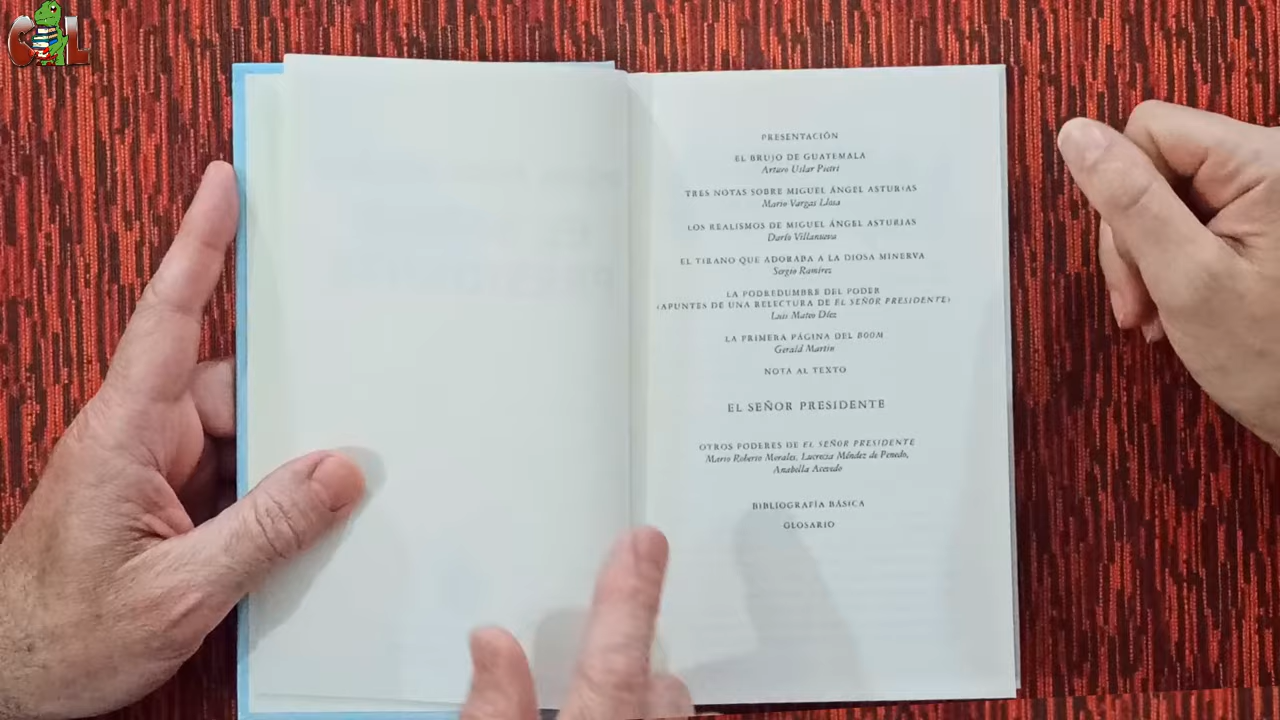 CL
PRESENTACIÓN
EL BRUJO DE GUATEMALA
Arturo Uslar Pietri
TRES NOTAS SOBRE MIGUEL ÁNGEL ASTURIAS
Mario Vargas Llosa
LOS REALISMOS DE MIGUEL ÁNGEL ASTURIAS
Darío Villanueva
EL TIRANO QUE ADORABA A LA DIOSA MINERVA
Sergio Ramírez
LA PODREDUMBRE DEL PODER
(APUNTES DE UNA RELECTURA DE EL SEÑOR PRESIDENTE)
Luis Mateo Díez
LA PRIMERA PÁGINA DEL BOOM
Gerald Martin
NOTA AL TEXTO
EL SEÑOR PRESIDENTE
OTROS PODERES DE EL SEÑOR PRESIDENTE
Mario Roberto Morales, Lucrecia Méndez de Penedo,
Anabella Acevedo
BIBLIOGRAFÍA BÁSICA
GLOSARIO